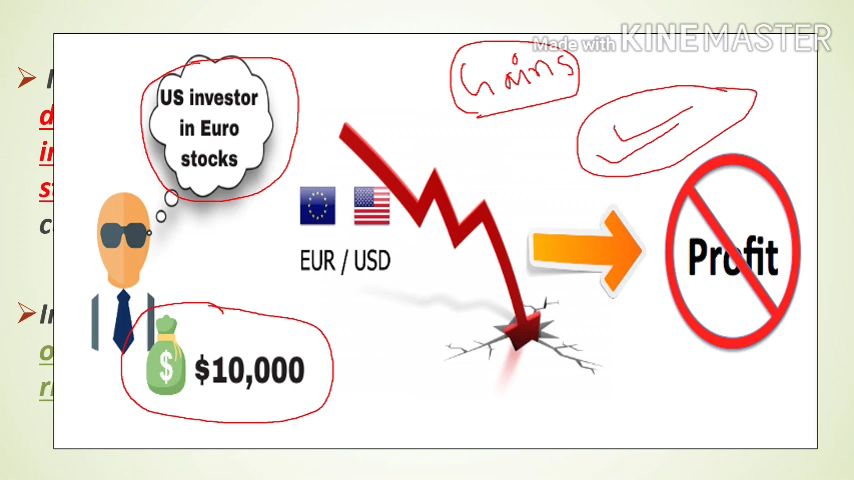 Made with KINEMASTER
Gains
US investor
in Euro
stocks
EUR / USD
Profit
$
$10,000